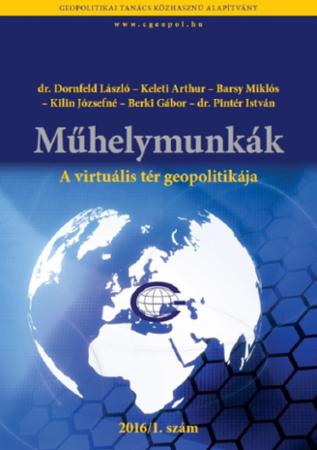 GEOPOLITIKAI TANÁCS KÖZHASZNÚ ALAPÍTVÁNY
www.cgeopol.hu
dr. Dornfeld László – Keleti Arthur – Barsy Miklós
– Kilin Józsefné – Berki Gábor – dr. Pintér István
Műhelymunkák
A virtuális tér geopolitikája
2016/1. szám